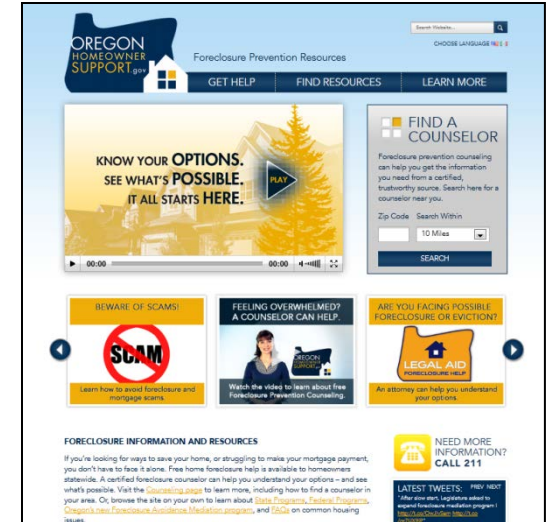 Search Website...
CHOOSE LANGUAGE
OREGON
HOMEOWNER
SUPPORT.gov
Foreclosure Prevention Resources
GET HELP
FIND RESOURCES
LEARN MORE
KNOW YOUR OPTIONS.
SEE WHAT'S POSSIBLE.
IT ALL STARTS HERE.
PLAY
00:00
00:00
FIND A
COUNSELOR
Foreclosure prevention counseling
can help you get the information
you need from a certified,
trustworthy source. Search here for a
counselor near you.
Zip Code Search Within
10 Miles
SEARCH
BEWARE OF SCAMS!
SCAM
Learn how to avoid foreclosure and
mortgage scams.
FEELING OVERWHELMED?
A COUNSELOR CAN HELP.
OREGON
HOMEOWNER
SUPPORT
Watch the video to learn about free
Foreclosure Prevention Counseling.
ARE YOU FACING POSSIBLE
FORECLOSURE OR EVICTION?
LEGAL AID
FORECLOSURE HELP
An attorney can help you understand
your options.
FORECLOSURE INFORMATION AND RESOURCES
If you're looking for ways to save your home, or struggling to make your mortgage payment,
you don't have to face it alone. Free home foreclosure help is available to homeowners
statewide. A certified foreclosure counselor can help you understand your options – and see
what's possible. Visit the Counseling page to learn more, including how to find a counselor in
your area. Or, browse the site on your own to learn about State Programs, Federal Programs,
Oregon's new Foreclosure Avoidance Mediation program, and FAQs on common housing
issues.
NEED MORE
INFORMATION?
CALL 211
LATEST TWEETS: PREV NEXT
"After slow start, Legislature asked to
expand foreclosure mediation program !